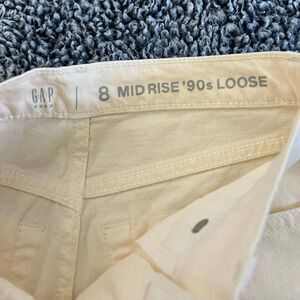 GAP / 8 MID RISE '90s LOOSE